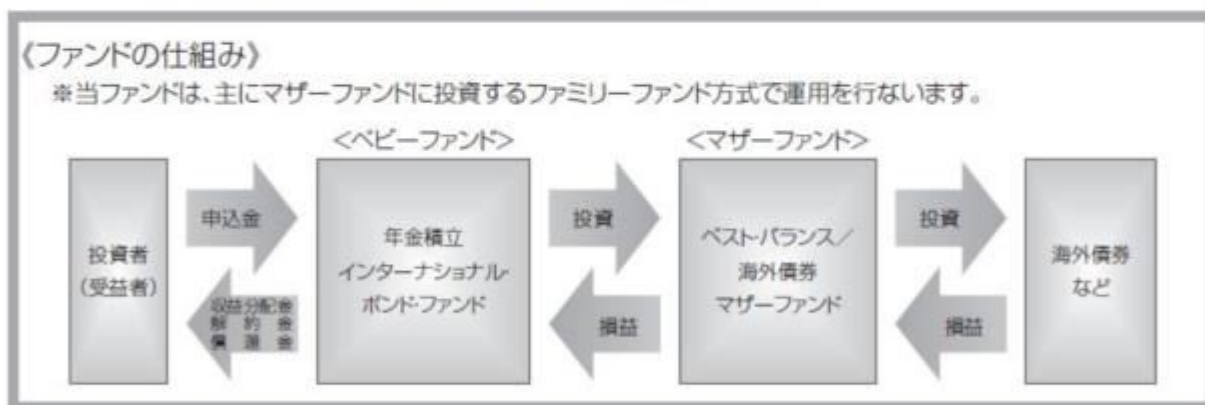 《ファンドの仕組み》
※当ファンドは、主にマザーファンドに投資するファミリーファンド方式で運用を行ないます。
<ベビーファンド>
<マザーファンド>
投資者
(受益者)
申込金
収益分配金
解約金
償還金
年金積立
インターナショナル・
ボンド・ファンド
投資
損益
ベスト・バランス/
海外債券
マザーファンド
投資
損益
海外債券
など